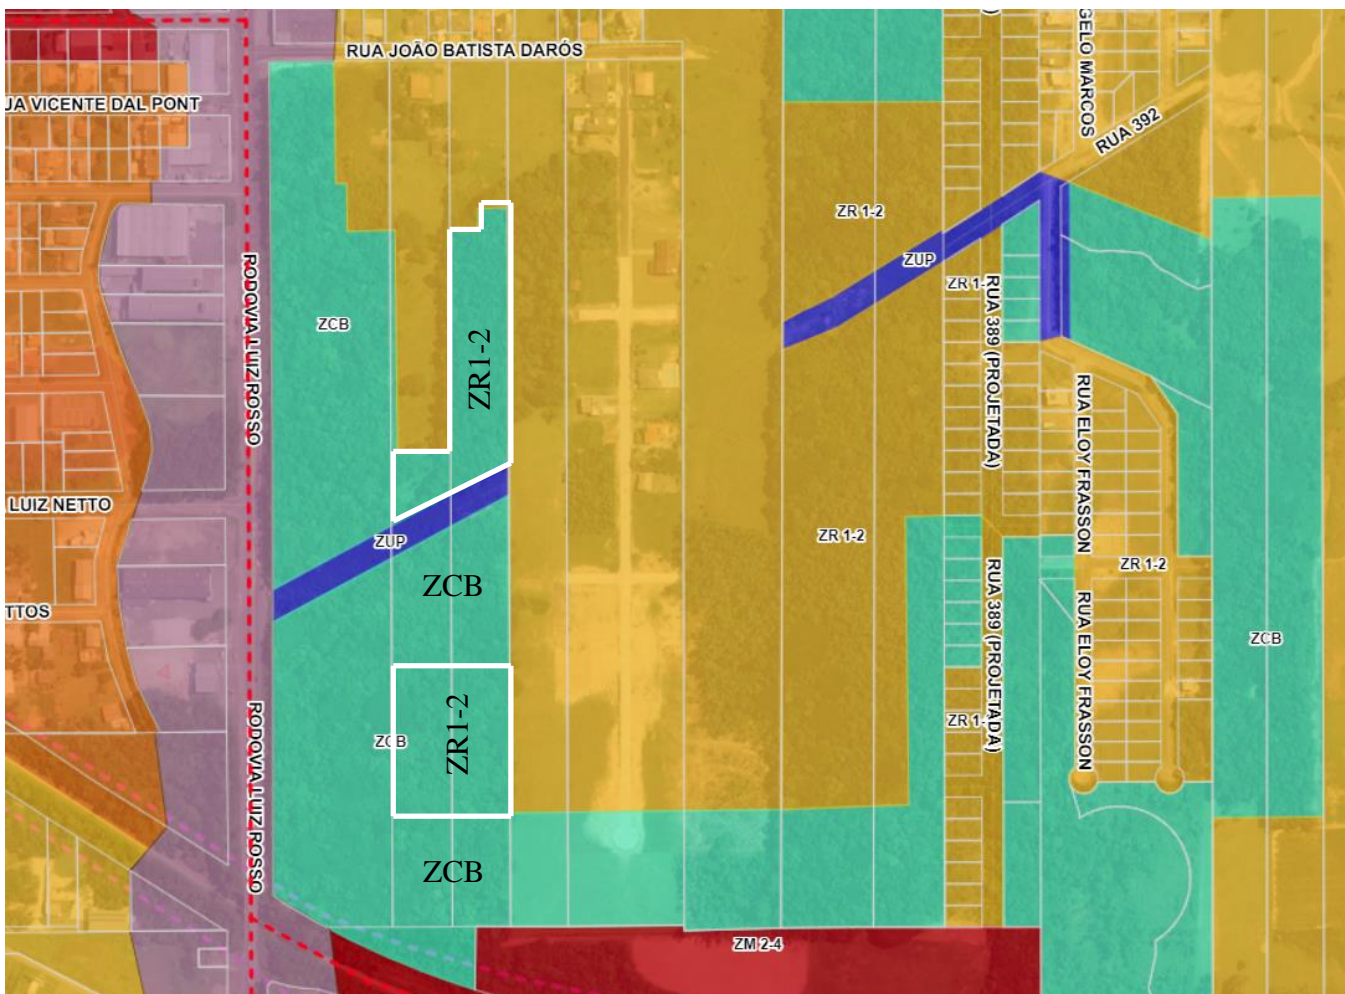 GELO MARCOS
RUA JOÃO BATISTA DARÓS
JA VICENTE DAL PONT
RUA 392
ZR 1-2
ZUP
RODOVIA LUIZ ROSSO
ZCB
ZR1-2
ZR 1-
RUA 389 (PROJETADA)
RUA ELOY FRASSON
LUIZ NETTO
ZUP
ZR 1-2
ZCB
ZR 1-2
TTOS
RUA 389 (PROJETADA)
RUA ELOY FRASSON
ZCB
RODOVIA LUIZ ROSSO
ZCB
ZR1-2
ZR 1-
ZCB
ZM 2-4